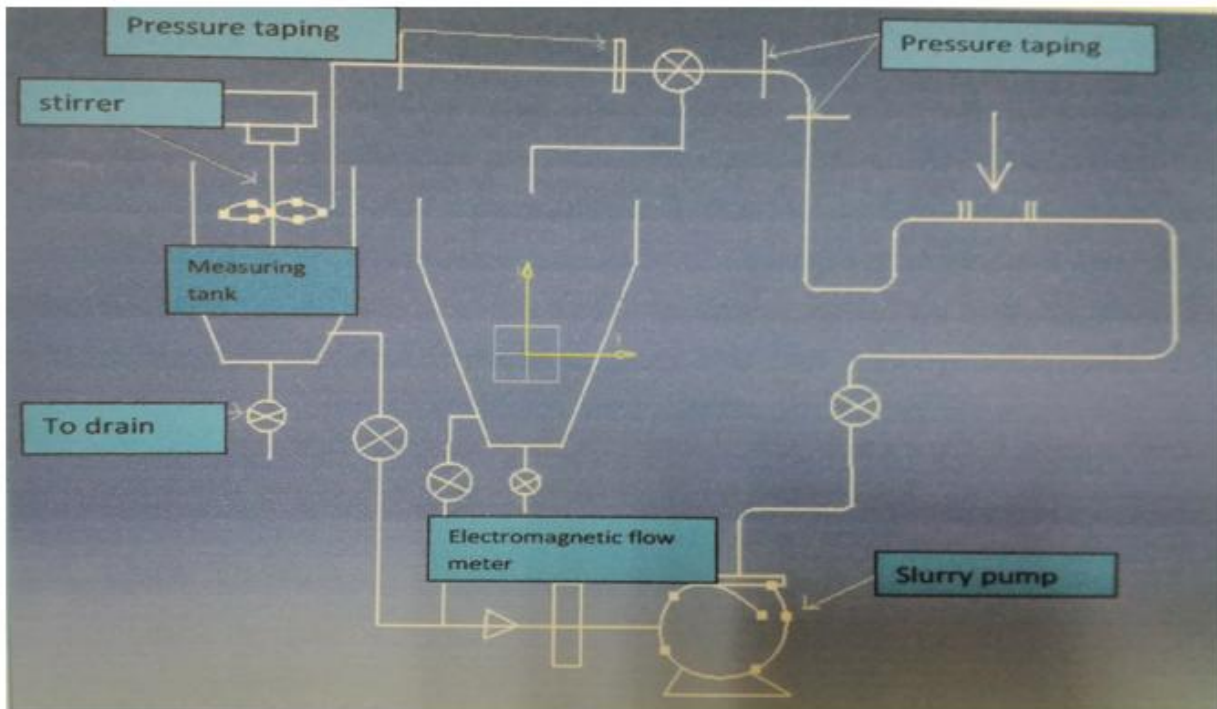 Pressure taping
Pressure taping
stirrer
Measuring
tank
To drain
Electromagnetic flow
meter
Slurry pump